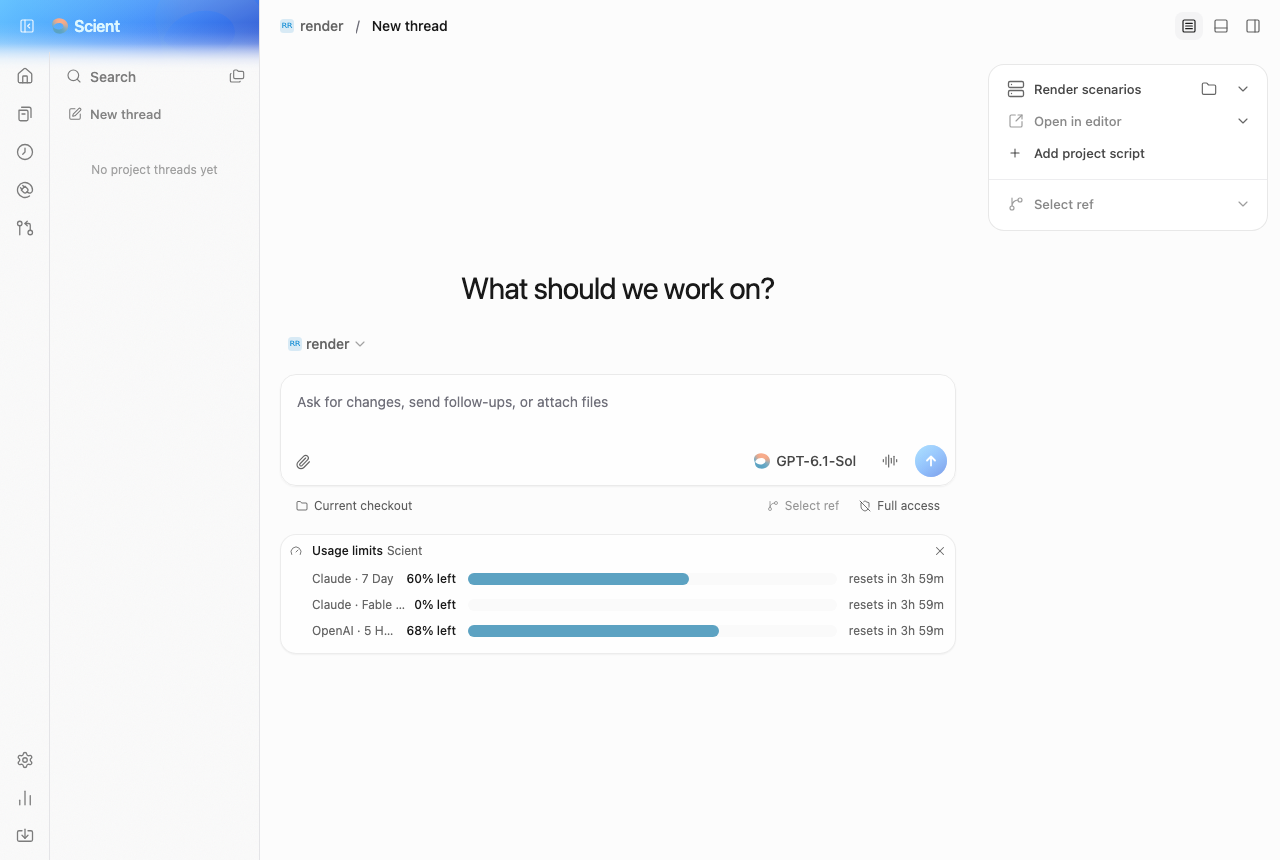 Scient
render / New thread
Search
New thread
No project threads yet
Render scenarios
Open in editor
Add project script
Select ref
What should we work on?
RR render
Ask for changes, send follow-ups, or attach files
GPT-6.1-Sol
Current checkout
Select ref
Full access
Usage limits Scient
Claude · 7 Day 60% left resets in 3h 59m
Claude · Fable ... 0% left resets in 3h 59m
OpenAI · 5 H... 68% left resets in 3h 59m